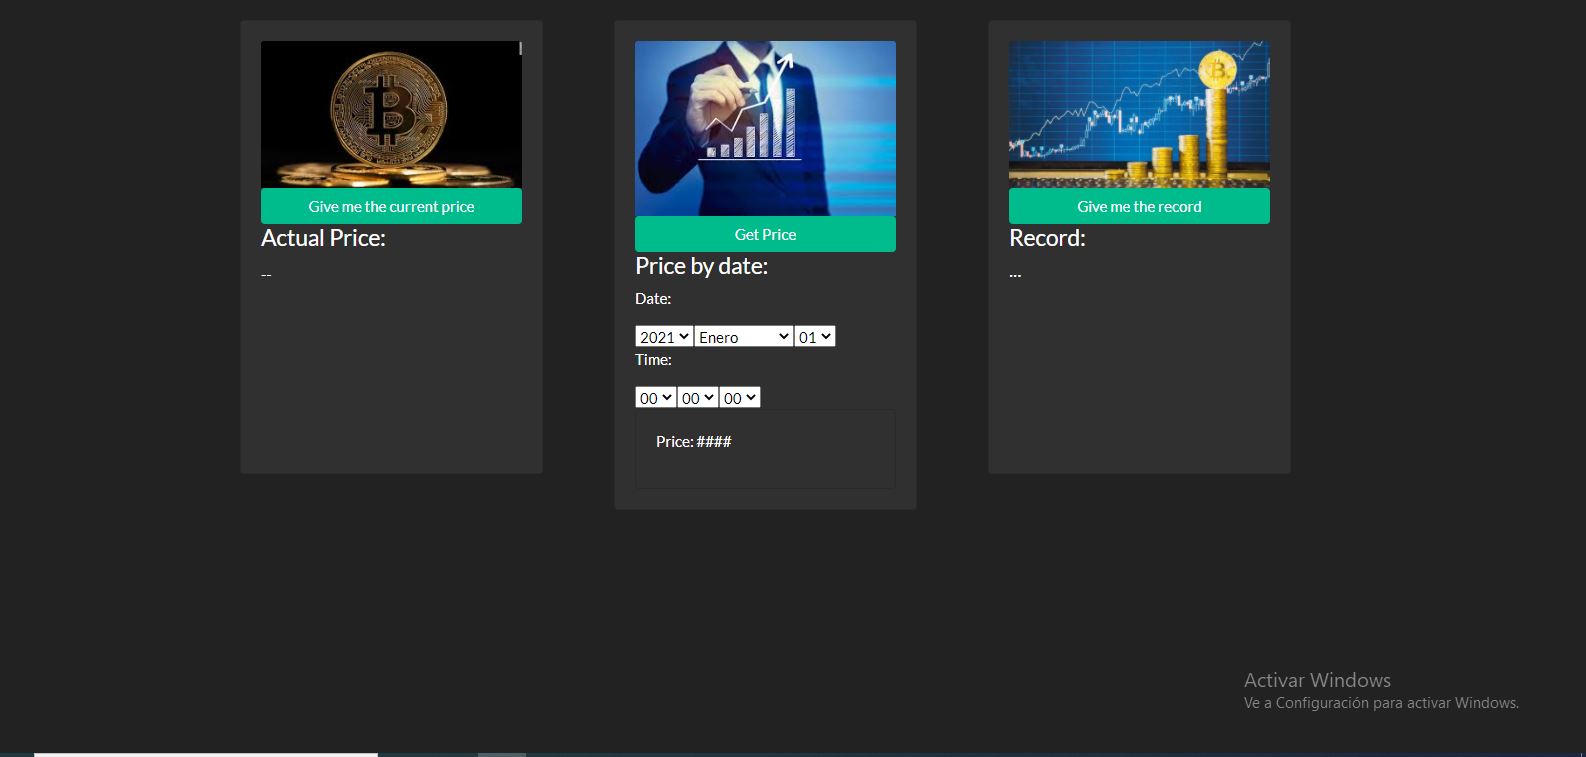 Give me the current price
Actual Price:
--
Get Price
Price by date:
Date:
2021 Enero 01
Time:
00 00 00
Price: ####
Give me the record
Record:
...
Activar Windows
Ve a Configuración para activar Windows.